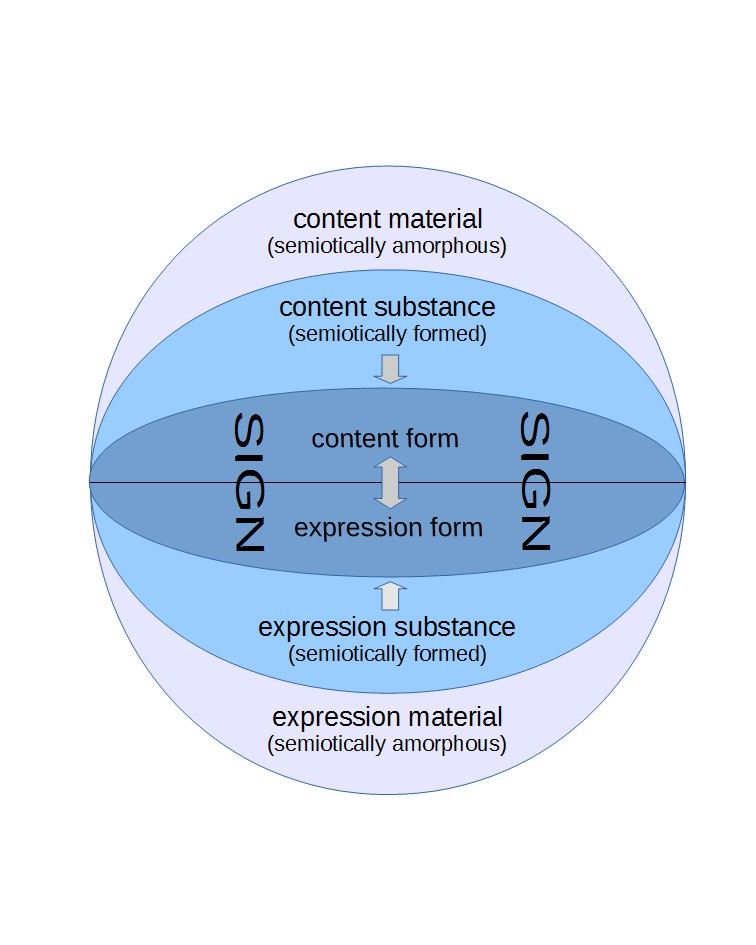 content material
(semiotically amorphous)
content substance
(semiotically formed)
SIGN
content form
SIGN
expression form
expression substance
(semiotically formed)
expression material
(semiotically amorphous)